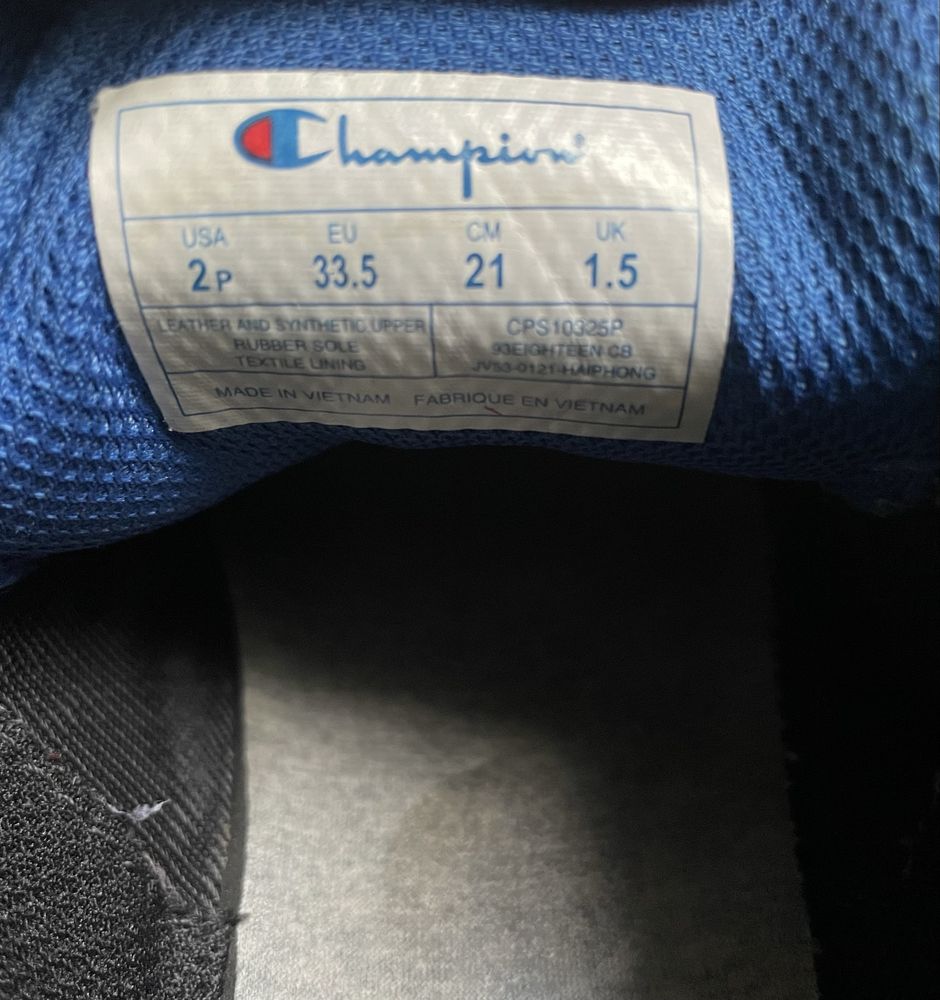 Champion
USA EU CM UK
2P 33.5 21 1.5
LEATHER AND SYNTHETIC UPPER
RUBBER SOLE
TEXTILE LINING
CPS10325P
93EIGHTEEN CB
JV53-0121-HAIPHONG
MADE IN VIETNAM FABRIQUE EN VIETNAM